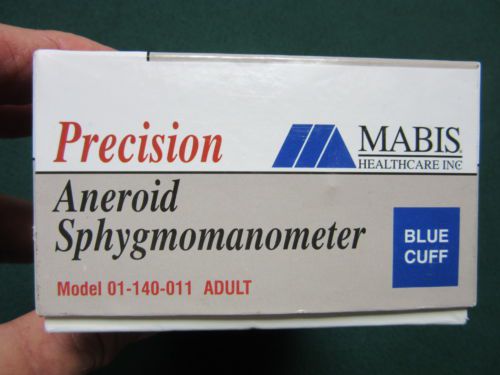 Precision
MABIS
HEALTHCARE INC
Aneroid
Sphygmomanometer
BLUE
CUFF
Model 01-140-011 ADULT